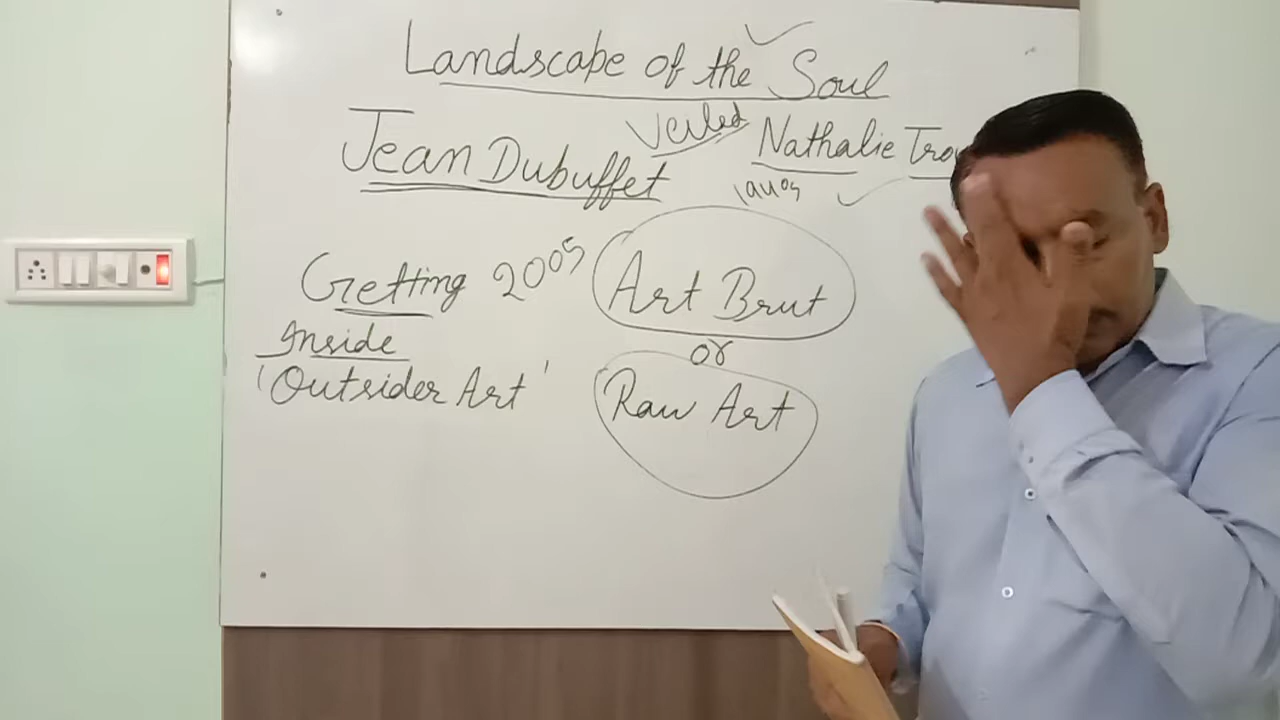 Landscape of the Soul
Veiled
Jean Dubuffet
Nathalie
1940s
Getting 2005
Art Brut
Inside
or
'Outsider Art'
Raw Art